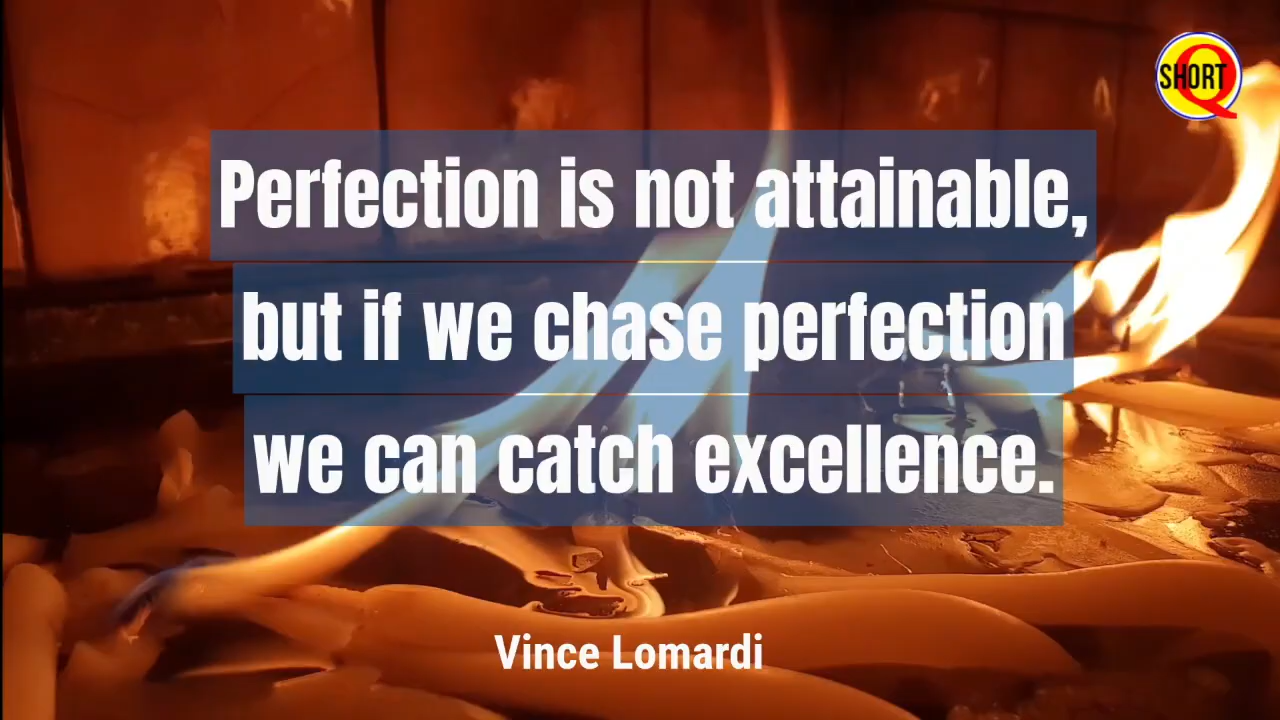 SHORT Q
Perfection is not attainable,
but if we chase perfection
we can catch excellence.
Vince Lomardi